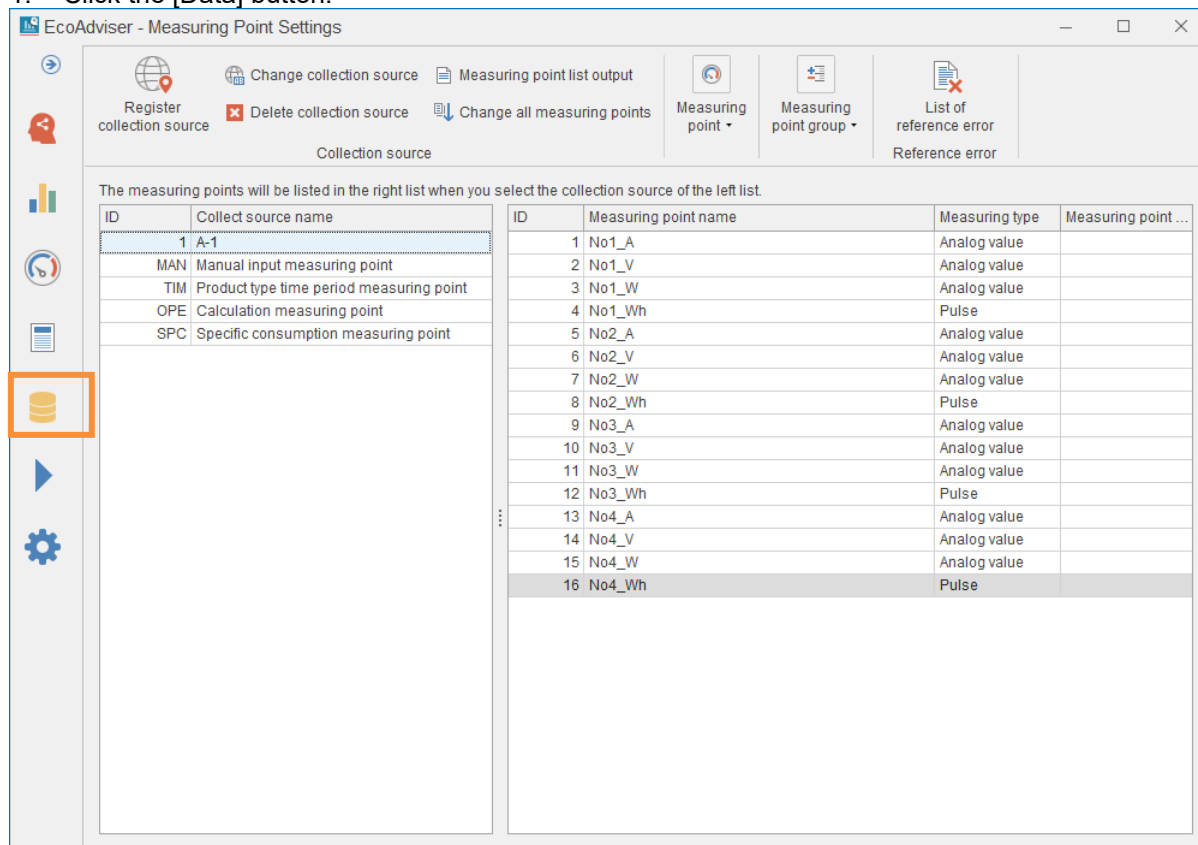 1. Click the [Data] button.
EcoAdviser - Measuring Point Settings
Register collection source
Change collection source
Delete collection source
Measuring point list output
Change all measuring points
Collection source
Measuring point
Measuring point group
List of reference error
Reference error
The measuring points will be listed in the right list when you select the collection source of the left list.
ID Collect source name
1 A-1
MAN Manual input measuring point
TIM Product type time period measuring point
OPE Calculation measuring point
SPC Specific consumption measuring point
ID Measuring point name Measuring type Measuring point ...
1 No1_A Analog value
2 No1_V Analog value
3 No1_W Analog value
4 No1_Wh Pulse
5 No2_A Analog value
6 No2_V Analog value
7 No2_W Analog value
8 No2_Wh Pulse
9 No3_A Analog value
10 No3_V Analog value
11 No3_W Analog value
12 No3_Wh Pulse
13 No4_A Analog value
14 No4_V Analog value
15 No4_W Analog value
16 No4_Wh Pulse